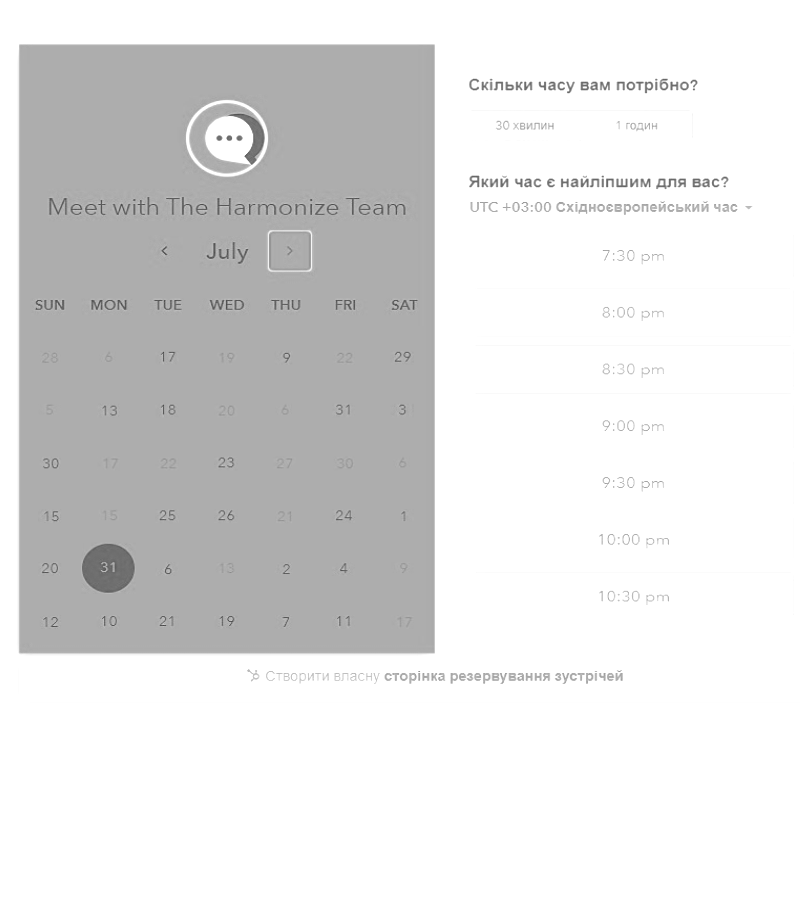 Скільки часу вам потрібно?
30 хвилин 1 годин
Який час є найліпшим для вас?
UTC +03:00 Східноєвропейський час
7:30 pm
8:00 pm
8:30 pm
9:00 pm
9:30 pm
10:00 pm
10:30 pm
Meet with The Harmonize Team
July
SUN MON TUE WED THU FRI SAT
28 6 17 19 9 22 29
5 13 18 20 6 31 3
30 17 22 23 27 30 6
15 15 25 26 21 24 1
20 31 6 13 2 4 9
12 10 21 19 7 11 17
Створити власну сторінка резервування зустрічей